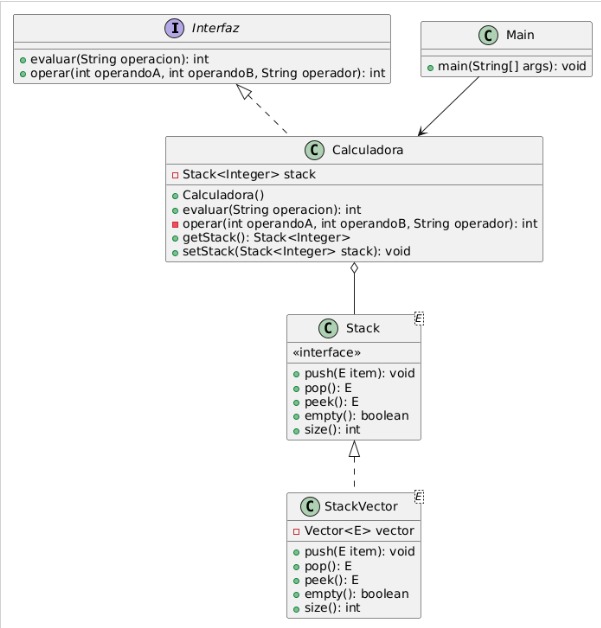 I Interfaz
evaluar(String operacion): int
operar(int operandoA, int operandoB, String operador): int
C Main
main(String[] args): void
C Calculadora
Stack<Integer> stack
Calculadora()
evaluar(String operacion): int
operar(int operandoA, int operandoB, String operador): int
getStack(): Stack<Integer>
setStack(Stack<Integer> stack): void
C Stack E
«interface»
push(E item): void
pop(): E
peek(): E
empty(): boolean
size(): int
C StackVector E
Vector<E> vector
push(E item): void
pop(): E
peek(): E
empty(): boolean
size(): int